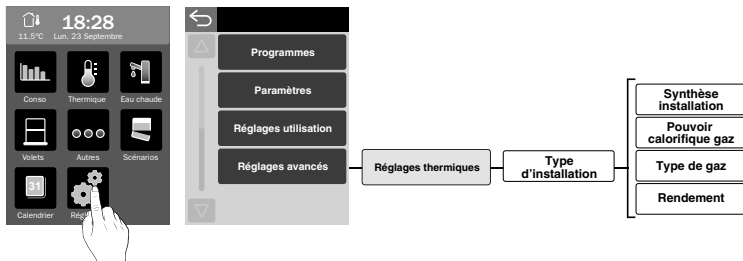 18:28
11.5°C Lun. 23 Septembre
Conso Thermique Eau chaude
Volets Autres Scénarios
31
Calendrier
Programmes
Paramètres
Réglages utilisation
Réglages avancés
Réglages thermiques
Type
d'installation
Synthèse
installation
Pouvoir
calorifique gaz
Type de gaz
Rendement